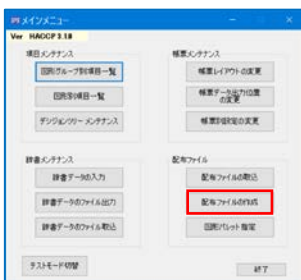 メインメニュー
Ver HACCP 3.18
項目メンテナンス
図形グループ別項目一覧
図形別項目一覧
デシジョンツリー メンテナンス
帳票メンテナンス
帳票レイアウトの変更
帳票データ出力位置
の変更
帳票別設定の変更
辞書メンテナンス
辞書データの入力
辞書データのファイル出力
辞書データのファイル取込
配布ファイル
配布ファイルの取込
配布ファイルの作成
図形パレット指定
テストモード切替
終了